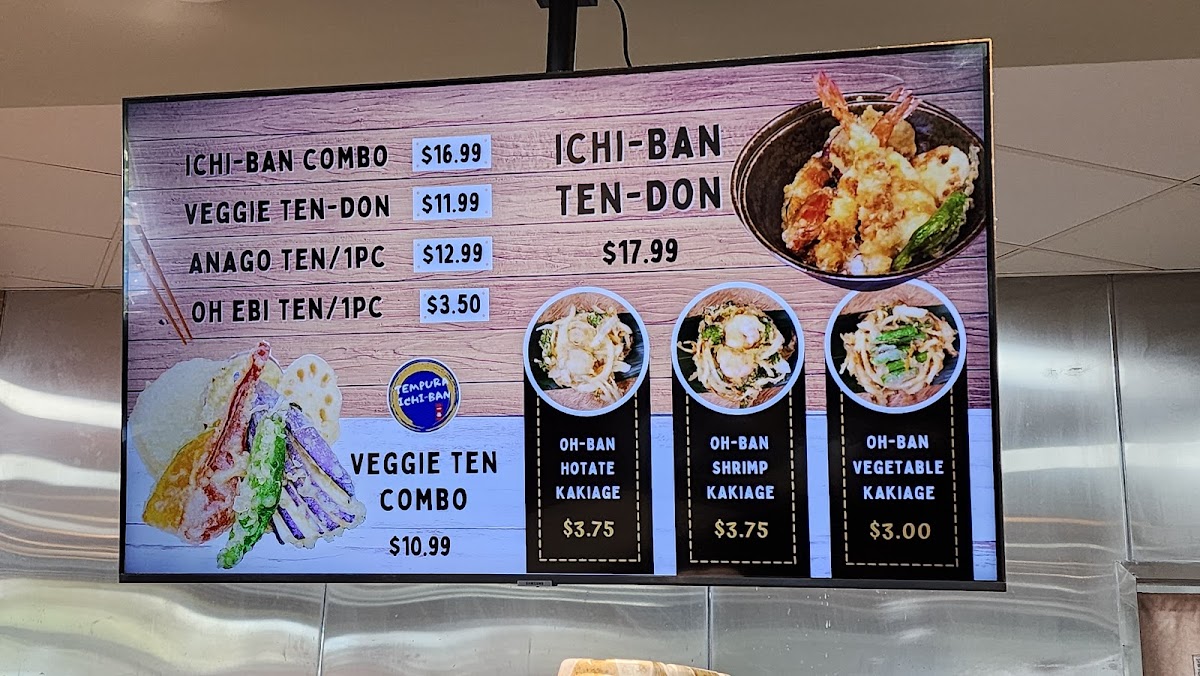 ICHI-BAN COMBO $16.99
VEGGIE TEN-DON $11.99
ANAGO TEN/1PC $12.99
OH EBI TEN/1PC $3.50
ICHI-BAN
TEN-DON
$17.99
TEMPURA
ICHI-BAN
VEGGIE TEN
COMBO
$10.99
OH-BAN
HOTATE
KAKIAGE
$3.75
OH-BAN
SHRIMP
KAKIAGE
$3.75
OH-BAN
VEGETABLE
KAKIAGE
$3.00
SAMSUNG